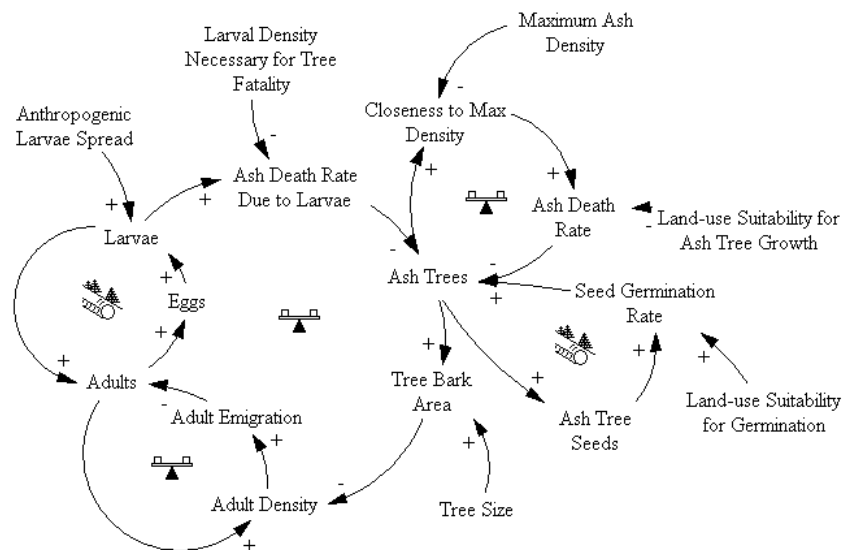 Larval Density
Necessary for Tree
Fatality
Maximum Ash
Density
Anthropogenic
Larvae Spread
-
-
Closeness to Max
Density
-
+
+
+
+
Ash Death Rate
Due to Larvae
Ash Death
Rate
Land-use Suitability for
Ash Tree Growth
-
Larvae
-
-
Ash Trees
+
+
Eggs
Seed Germination
Rate
+
+
+
+
+
+
Adults
Tree Bark
Area
-
Adult Emigration
Ash Tree
Seeds
Land-use Suitability
for Germination
+
+
-
Adult Density
Tree Size
+